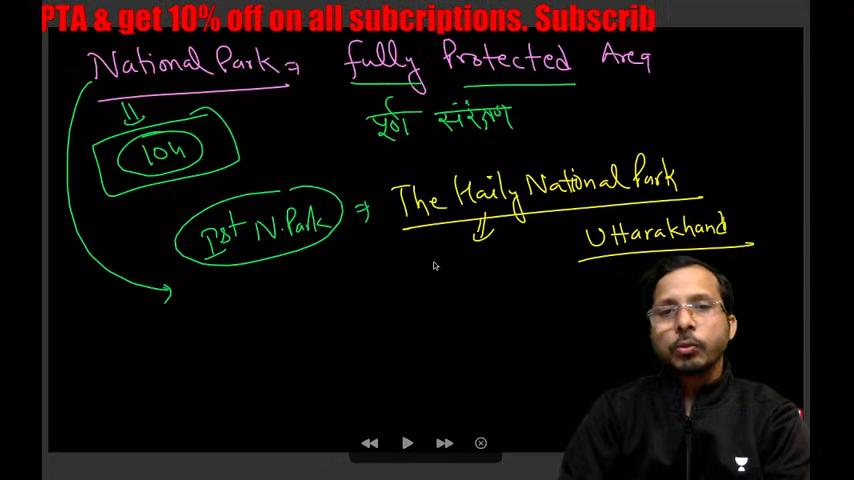 PTA & get 10% off on all subcriptions. Subscrib
National Park ⇒ fully Protected Area
पूर्ण संरक्षण
104
The Haily National Park
Ist N. Park ⇒
Uttarakhand